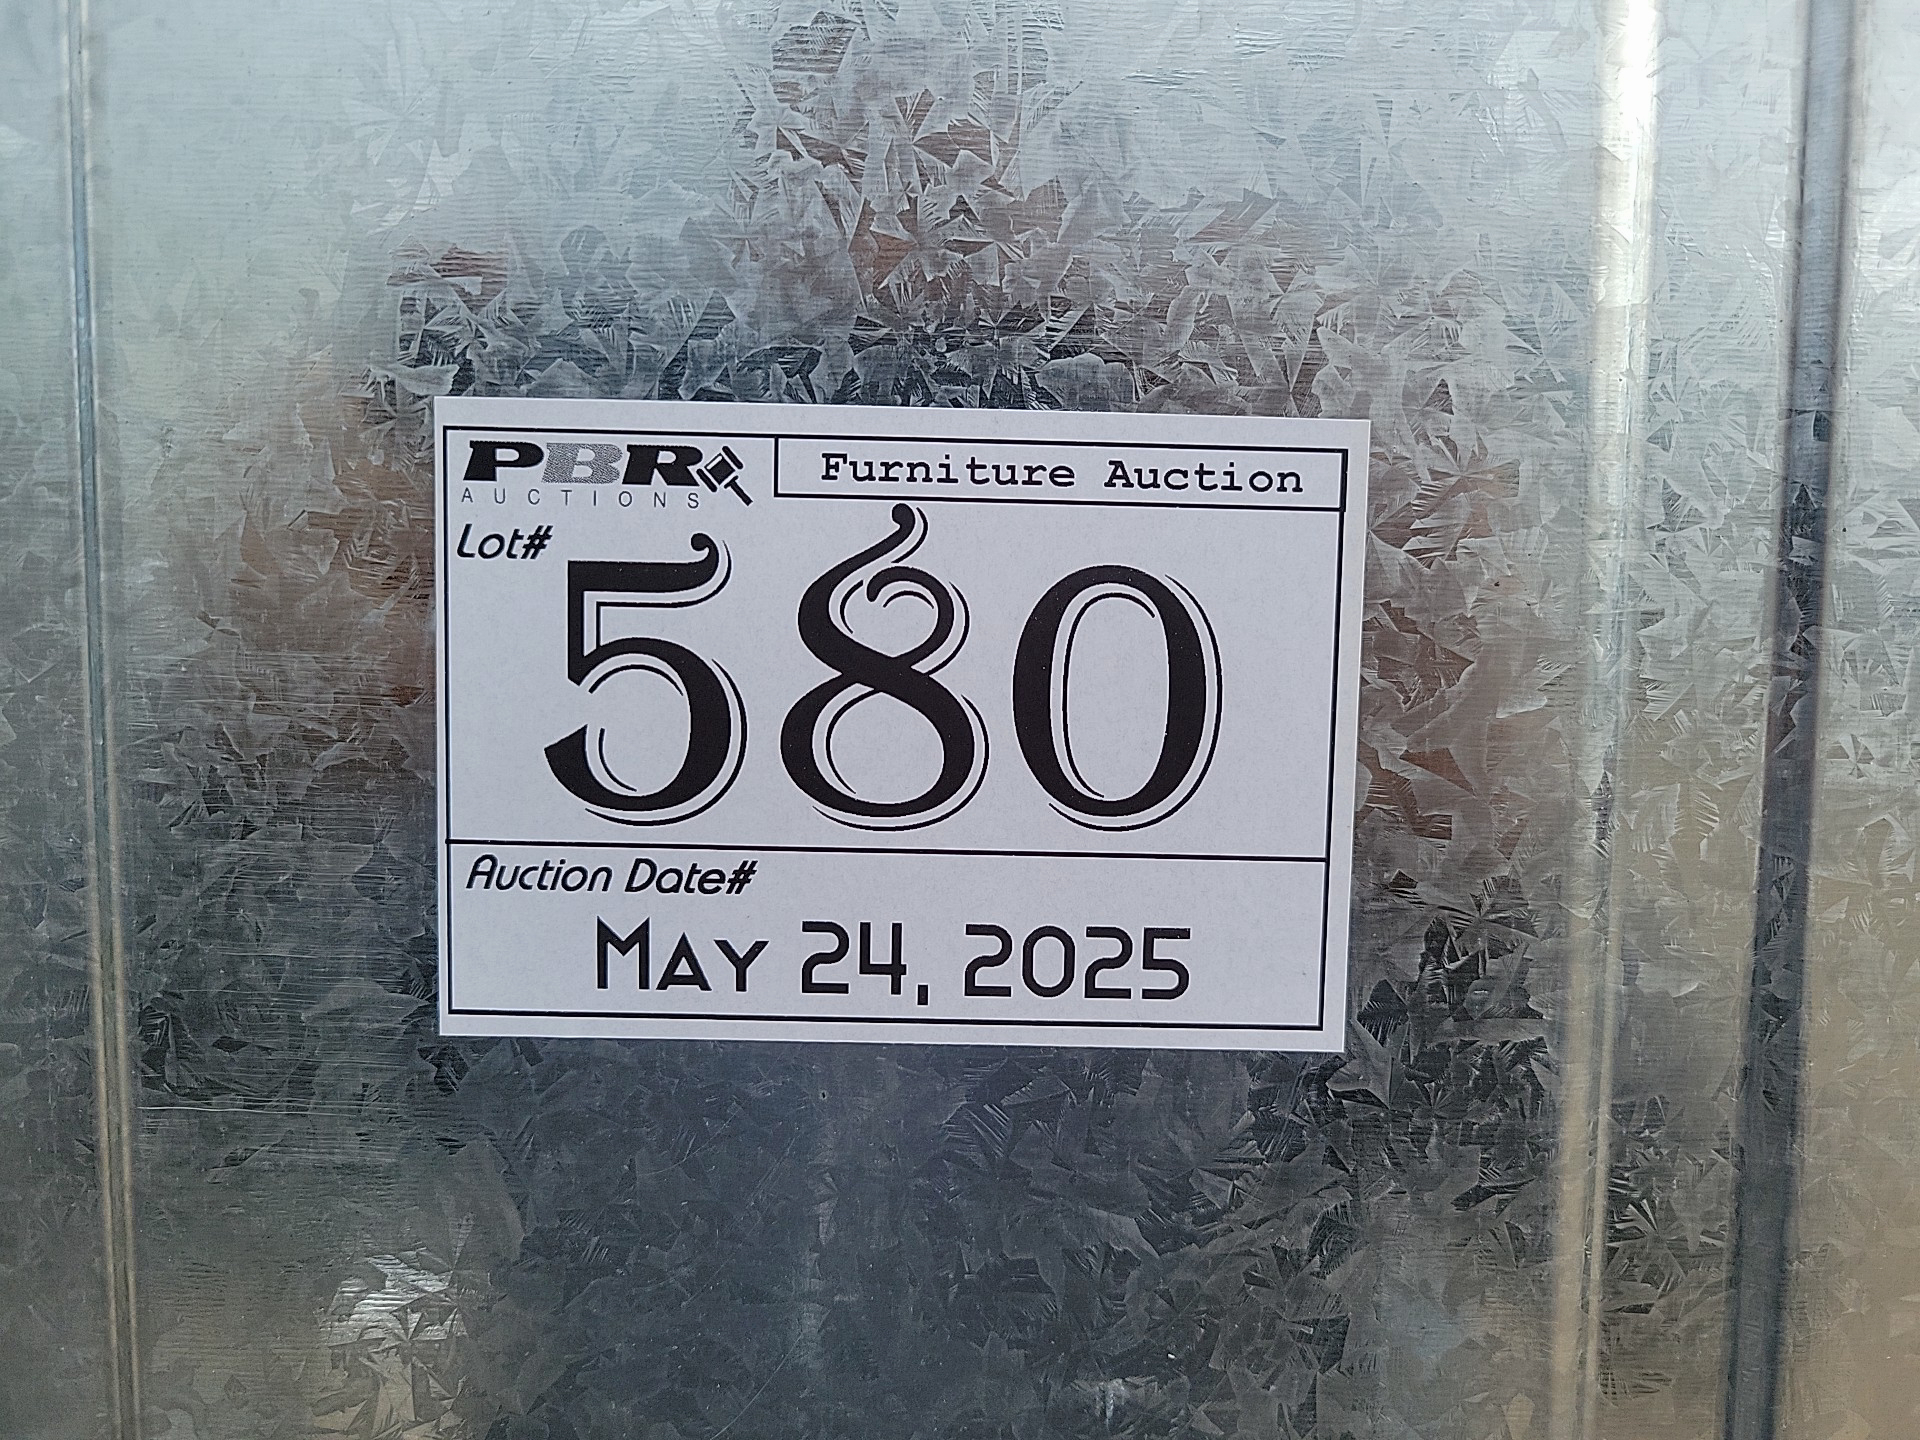 PBR
AUCTIONS
Furniture Auction
Lot#
580
Auction Date#
May 24, 2025